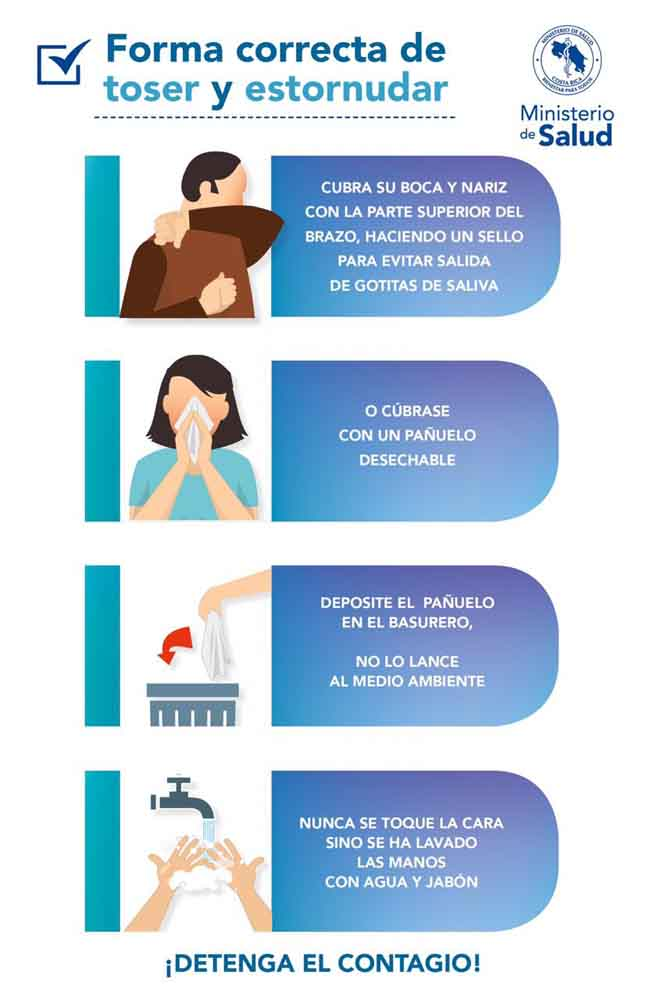 Forma correcta de
toser y estornudar
MINISTERIO DE SALUD
COSTA RICA
BIENESTAR PARA TODOS
Ministerio
de Salud
CUBRA SU BOCA Y NARIZ
CON LA PARTE SUPERIOR DEL
BRAZO, HACIENDO UN SELLO
PARA EVITAR SALIDA
DE GOTITAS DE SALIVA
O CÚBRASE
CON UN PAÑUELO
DESECHABLE
DEPOSITE EL PAÑUELO
EN EL BASURERO,
NO LO LANCE
AL MEDIO AMBIENTE
NUNCA SE TOQUE LA CARA
SINO SE HA LAVADO
LAS MANOS
CON AGUA Y JABÓN
¡DETENGA EL CONTAGIO!